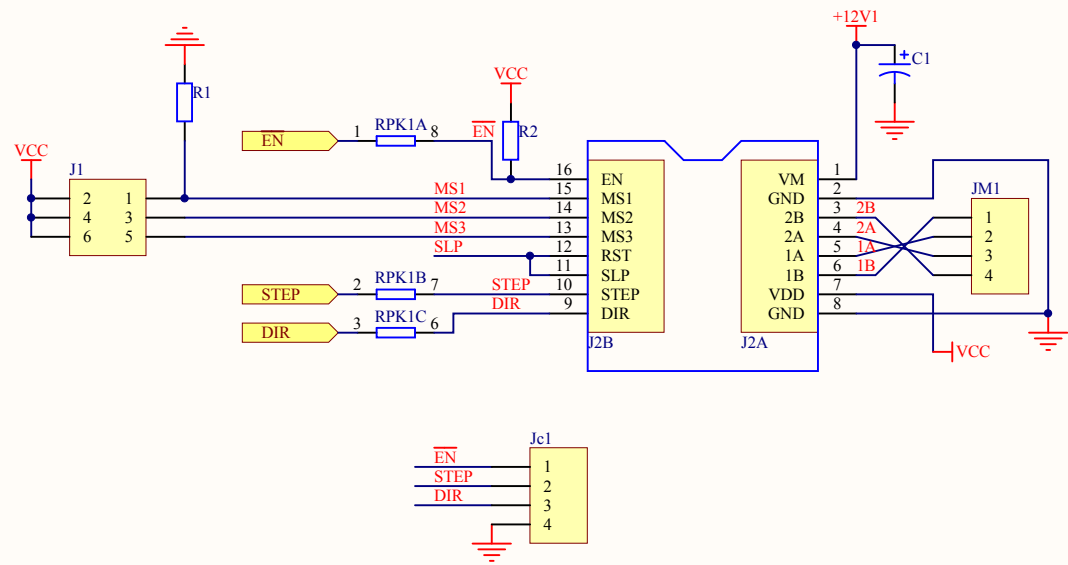 +12V1
C1
R1
VCC
R2
EN
1 RPK1A 8
EN
VCC
J1
2 1
4 3
6 5
MS1
MS2
MS3
SLP
STEP
2 RPK1B 7
STEP
DIR
3 RPK1C 6
DIR
16 EN
15 MS1
14 MS2
13 MS3
12 RST
11 SLP
10 STEP
9 DIR
J2B
VM 1
GND 2
2B 3
2A 4
1A 5
1B 6
VDD 7
GND 8
J2A
2B
2A
1A
1B
JM1
1
2
3
4
VCC
Jc1
EN 1
STEP 2
DIR 3
4